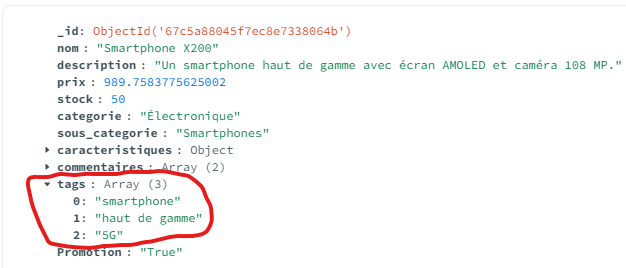 _id: ObjectId('67c5a88045f7ec8e7338064b')
nom : "Smartphone X200"
description : "Un smartphone haut de gamme avec écran AMOLED et caméra 108 MP."
prix : 989.7583775625002
stock : 50
categorie : "Électronique"
sous_categorie : "Smartphones"
caracteristiques : Object
commentaires : Array (2)
tags : Array (3)
0: "smartphone"
1: "haut de gamme"
2: "5G"
Promotion : "True"